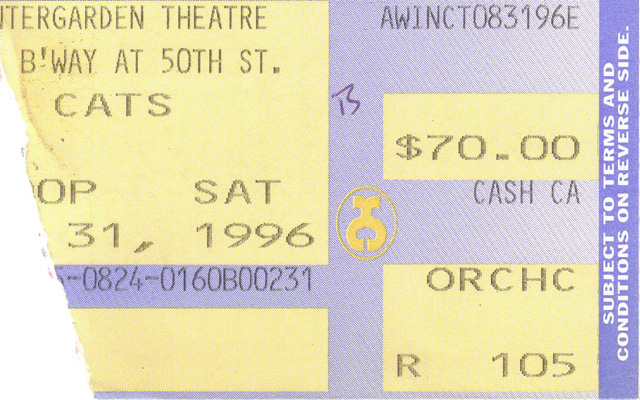 NTERGARDEN THEATRE AWINCT083196E
B'WAY AT 50TH ST.
CATS
B
$70.00
OP SAT CASH CA
31, 1996
-0824-0160B00231 ORCHC
R 105
SUBJECT TO TERMS AND
CONDITIONS ON REVERSE SIDE.